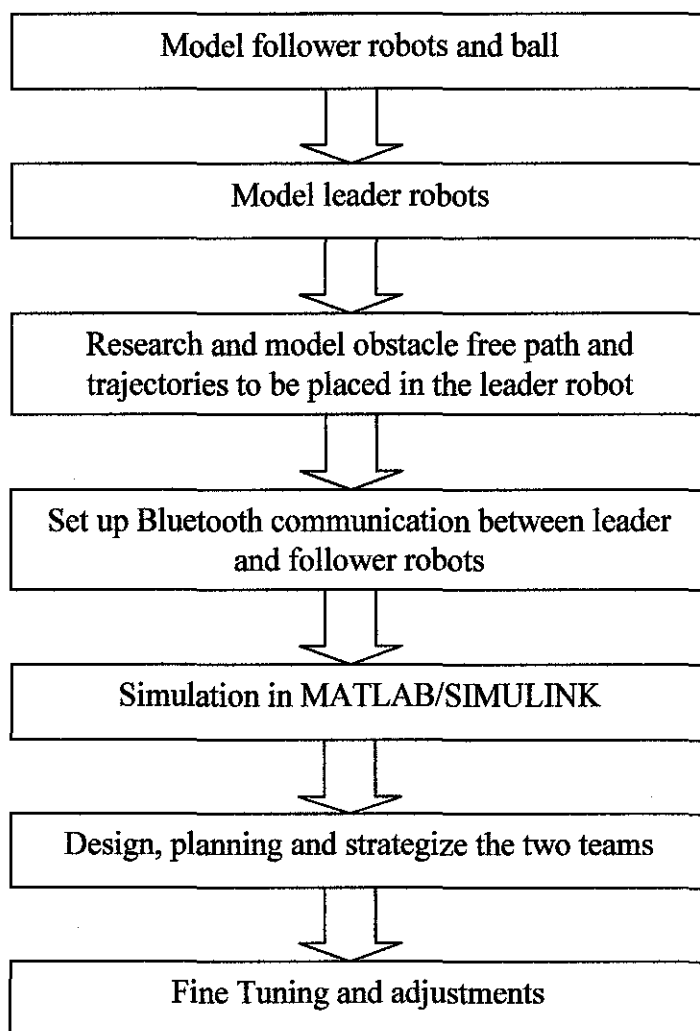 Model follower robots and ball
Model leader robots
Research and model obstacle free path and
trajectories to be placed in the leader robot
Set up Bluetooth communication between leader
and follower robots
Simulation in MATLAB/SIMULINK
Design, planning and strategize the two teams
Fine Tuning and adjustments